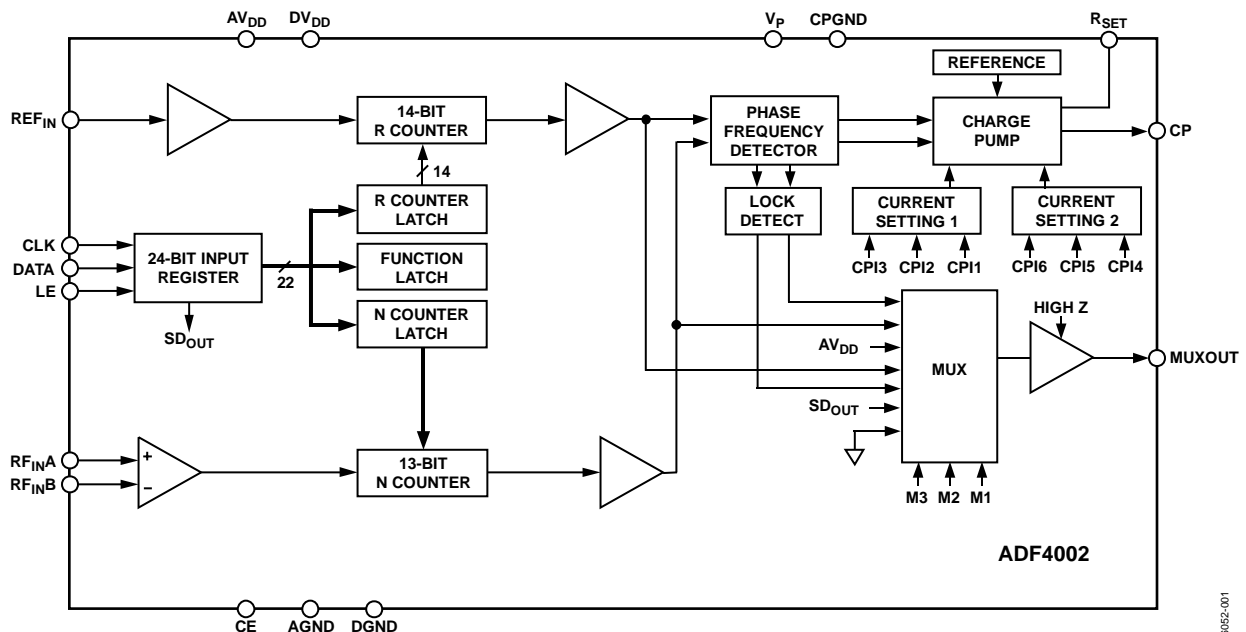 AVDD DVDD VP CPGND RSET
REFERENCE
REFIN
14-BIT
R COUNTER
PHASE
FREQUENCY
DETECTOR
CHARGE
PUMP
CP
14
R COUNTER
LATCH
LOCK
DETECT
CURRENT
SETTING 1
CURRENT
SETTING 2
CLK
DATA
LE
24-BIT INPUT
REGISTER
22
FUNCTION
LATCH
CPI3 CPI2 CPI1 CPI6 CPI5 CPI4
N COUNTER
LATCH
SDOUT
HIGH Z
AVDD
MUX
MUXOUT
SDOUT
RFINA
RFINB
+
–
13-BIT
N COUNTER
M3 M2 M1
ADF4002
CE AGND DGND